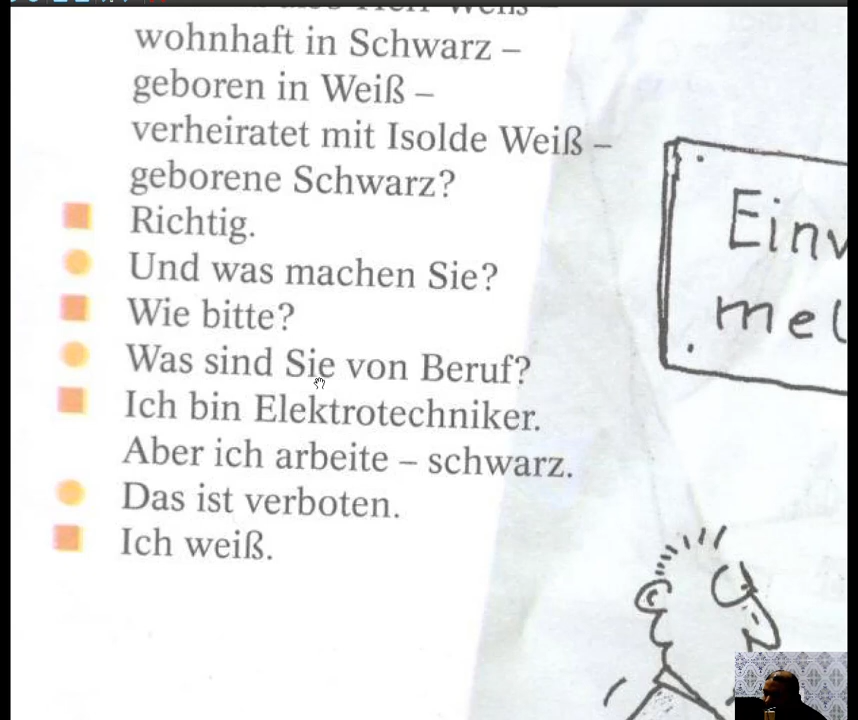 wohnhaft in Schwarz –
geboren in Weiß –
verheiratet mit Isolde Weiß –
geborene Schwarz?
Richtig.
Und was machen Sie?
Wie bitte?
Was sind Sie von Beruf?
Ich bin Elektrotechniker.
Aber ich arbeite – schwarz.
Das ist verboten.
Ich weiß.
Einv
mel